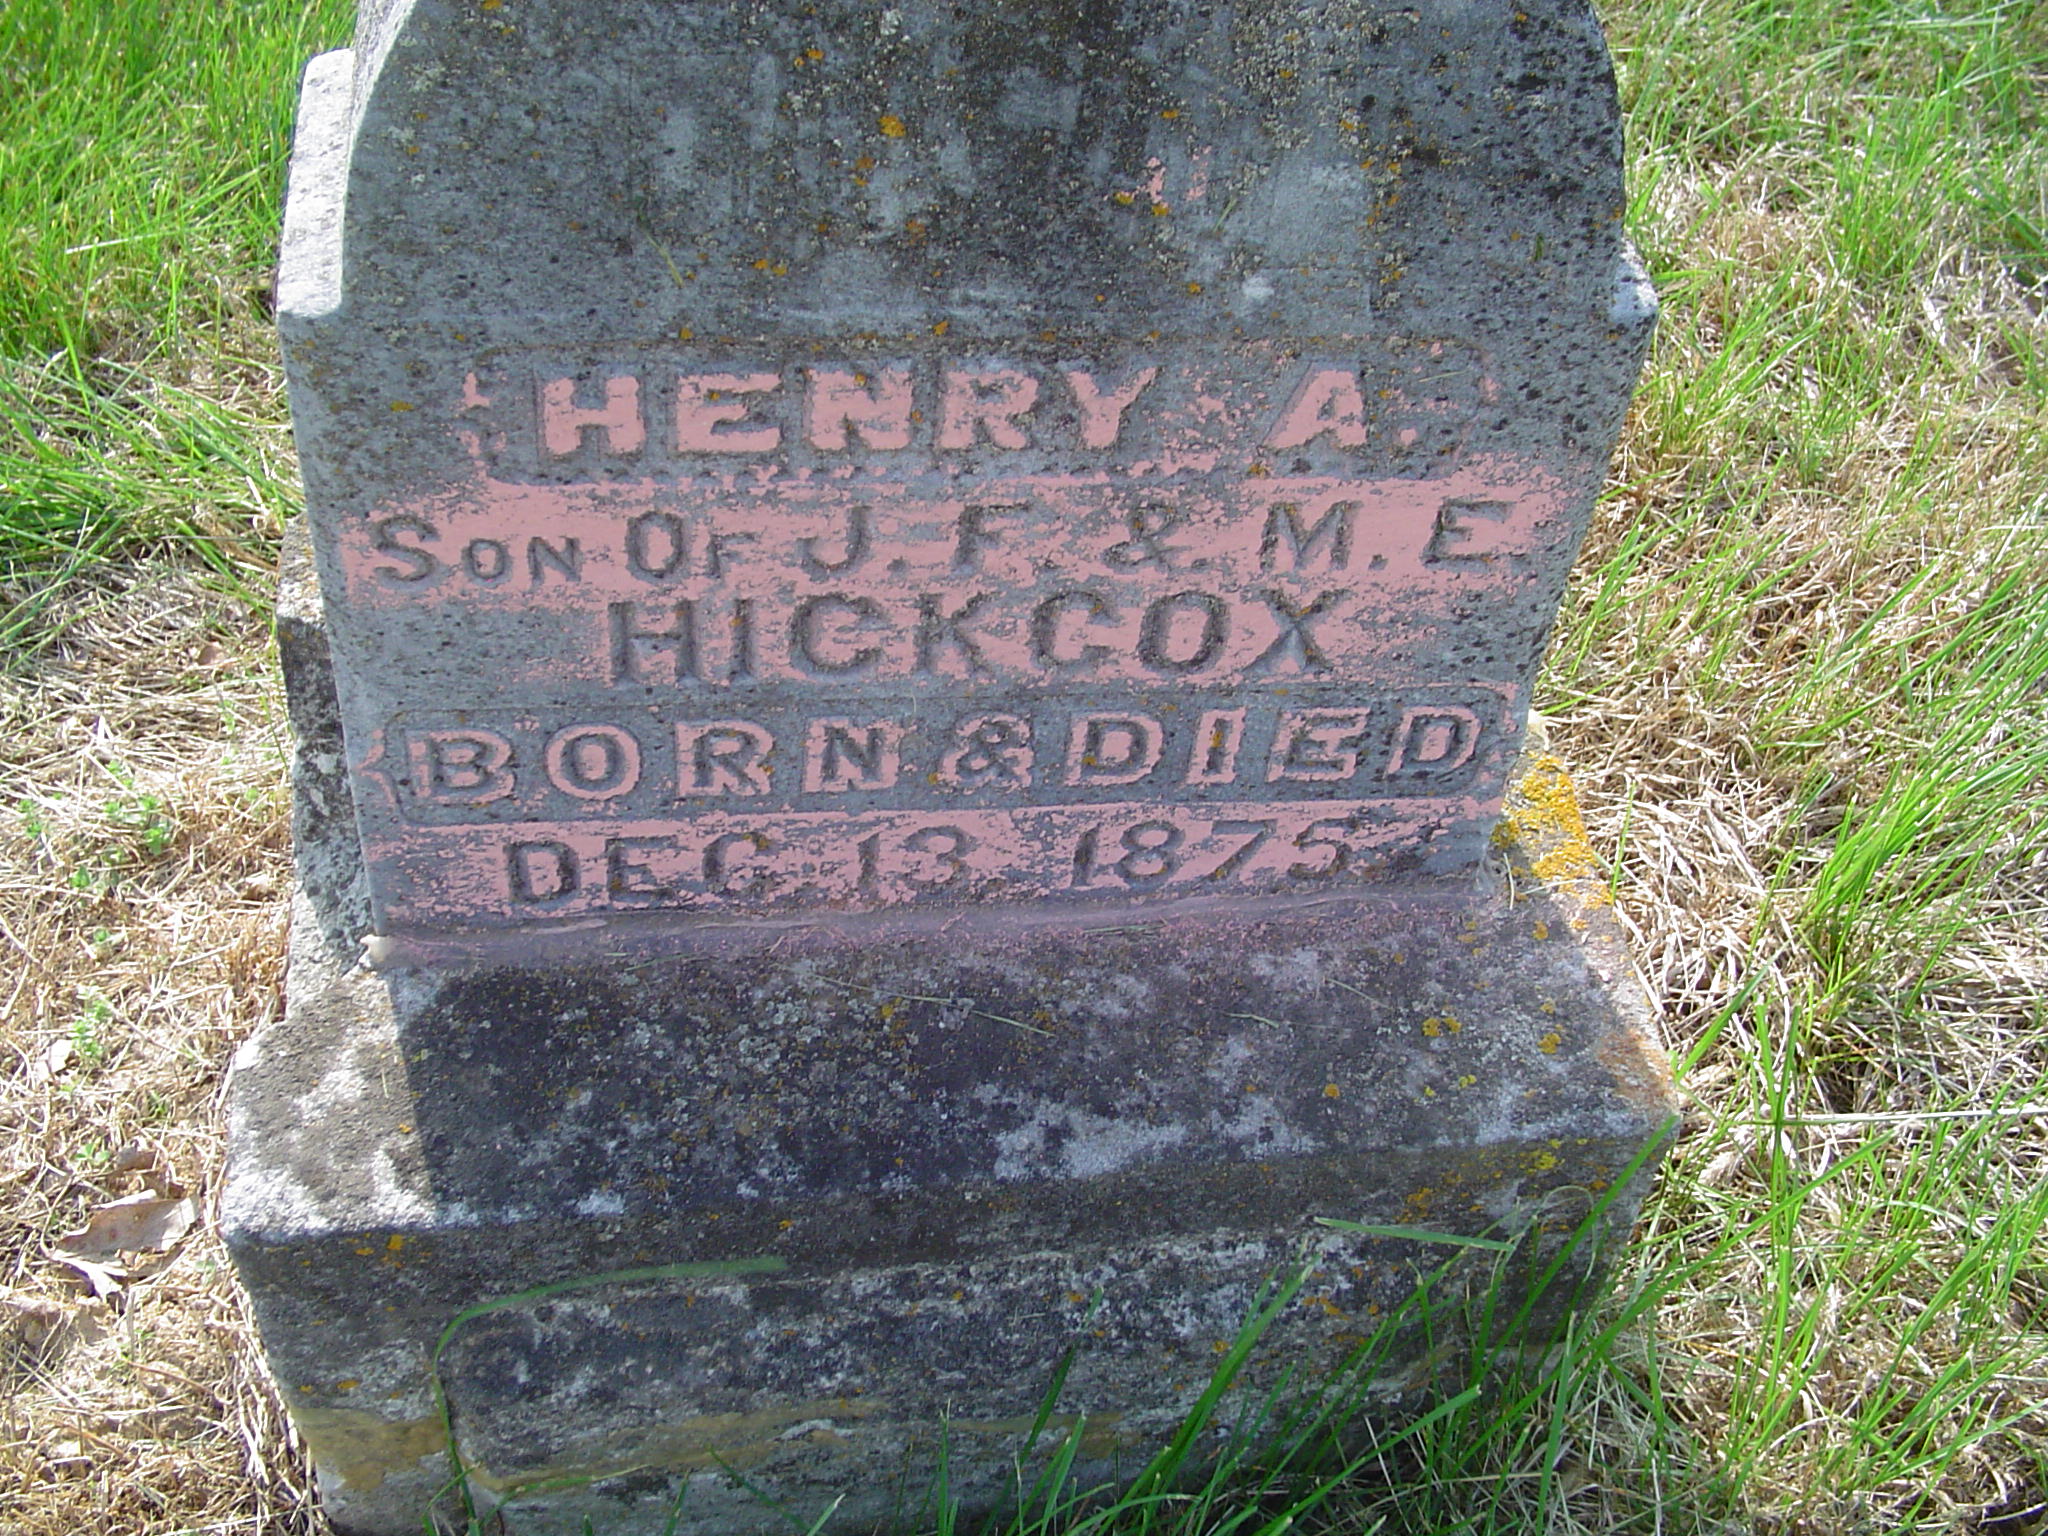 HENRY A.
SON OF J. F. & M. E
HICKCOX
BORN & DIED
DEC. 13. 1875.